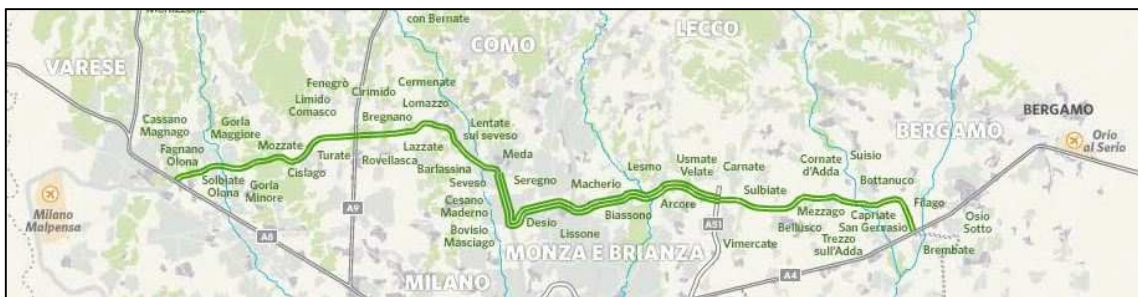 con Bernate
COMO
LECCO
VARESE
Fenegrò
Cermenate
Cirimido
Limido
Comasco
Lomazzo
Bregnano
Cassano
Magnago
Gorla
Maggiore
Mozzate
Lentate
sul seveso
BERGAMO
BERGAMO
Orio
al Serio
Fagnano
Olona
Turate
Rovellasca
Lazzate
Barlassina
Meda
Lesmo
Usmate
Velate
Carnate
Cornate
d'Adda
Suisio
Bottanuco
Solbiate
Olona
Gorla
Minore
Cislago
Seveso
Seregno
Macherio
Sulbiate
Filago
Milano
Malpensa
A8
A9
Cesano
Maderno
Bovisio
Masciago
Desio
Lissone
Biassono
Arcore
A51
Mezzago
Bellusco
Capriate
San Gervasio
Trezzo
sull'Adda
Osio
Sotto
Vimercate
Brembate
MONZA E BRIANZA
MILANO
A4